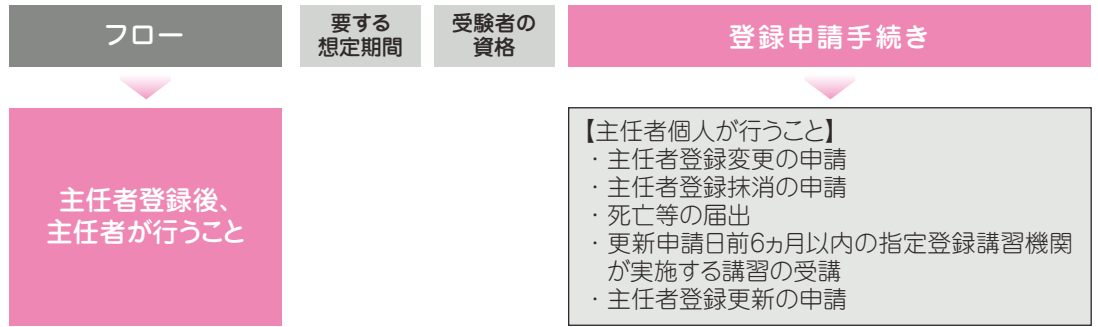 フロー
要する
想定期間
受験者の
資格
登録申請手続き
主任者登録後、
主任者が行うこと
【主任者個人が行うこと】
・主任者登録変更の申請
・主任者登録抹消の申請
・死亡等の届出
・更新申請日前6ヵ月以内の指定登録講習機関
が実施する講習の受講
・主任者登録更新の申請